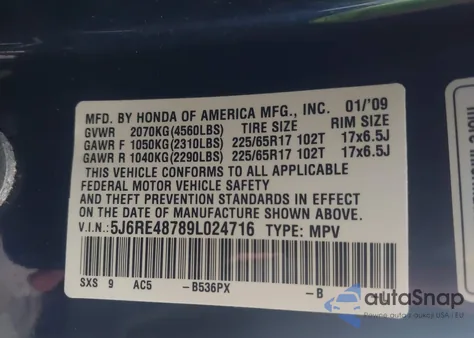 MFD. BY HONDA OF AMERICA MFG., INC. 01/'09
GVWR 2070KG(4560LBS) TIRE SIZE RIM SIZE
GAWR F 1050KG(2310LBS) 225/65R17 102T 17x6.5J
GAWR R 1040KG(2290LBS) 225/65R17 102T 17x6.5J
THIS VEHICLE CONFORMS TO ALL APPLICABLE
FEDERAL MOTOR VEHICLE SAFETY
AND THEFT PREVENTION STANDARDS IN EFFECT
ON THE DATE OF MANUFACTURE SHOWN ABOVE.
V.I.N.: 5J6RE48789L024716 TYPE: MPV
SXS 9 AC5 -B536PX -B
autoSnap